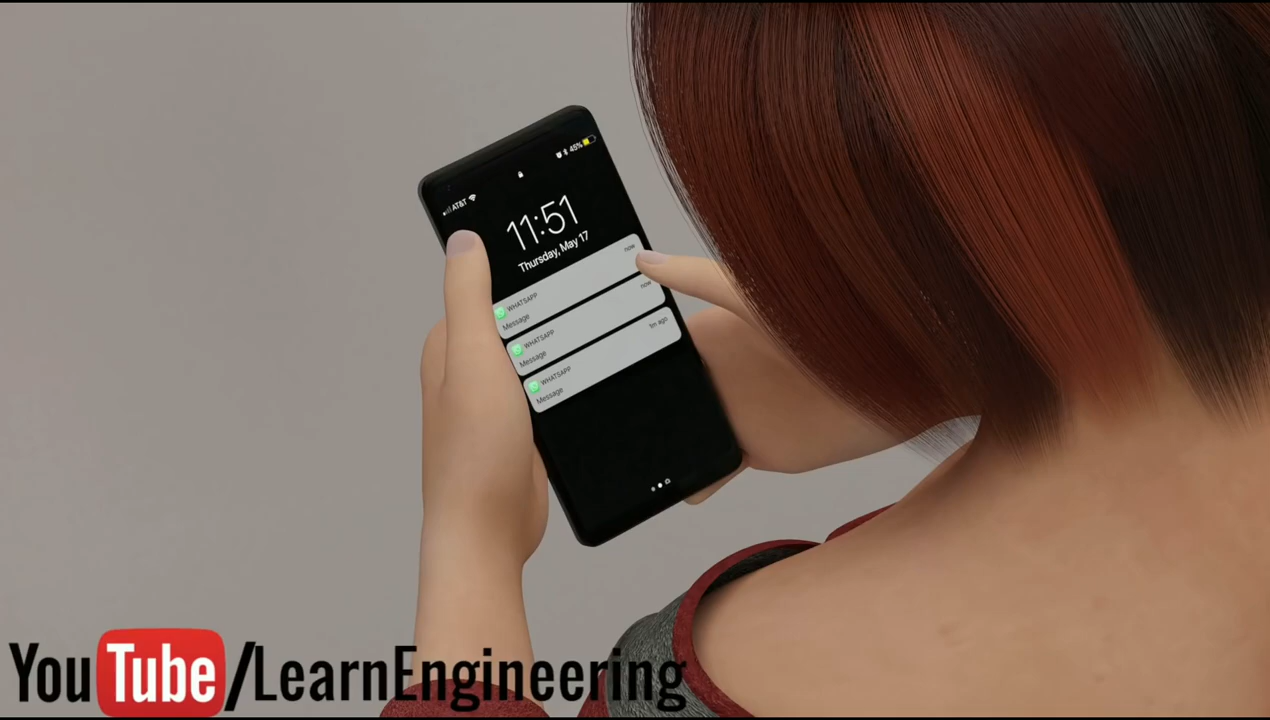 45%
AT&T
11:51
Thursday, May 17
WHATSAPP now
Message
WHATSAPP now
Message
WHATSAPP 1m ago
Message
YouTube/LearnEngineering